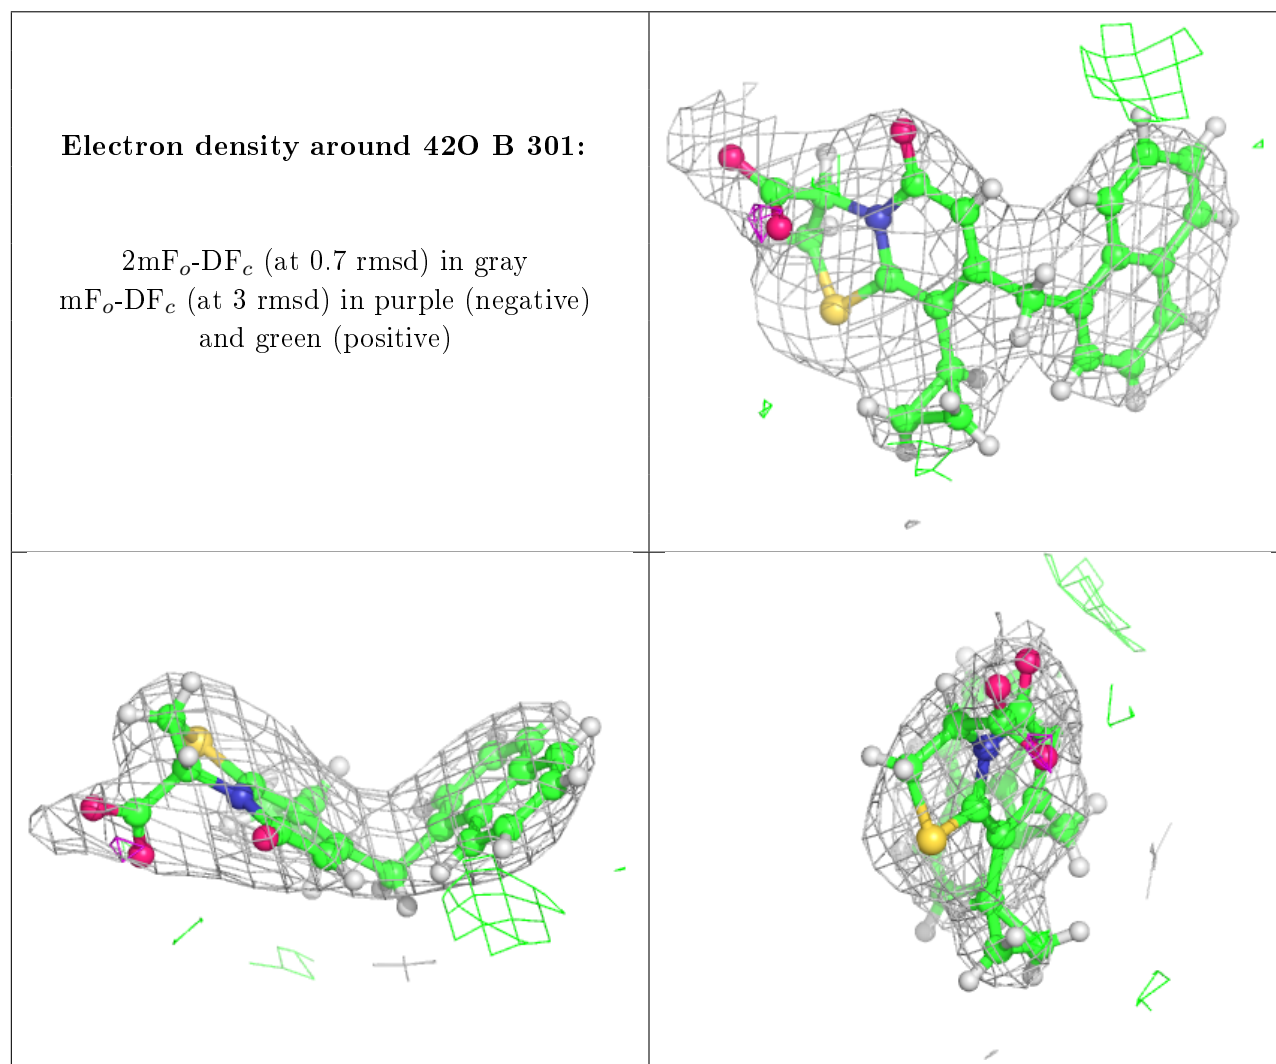 Electron density around 42O B 301:
2mFo-DFc (at 0.7 rmsd) in gray
mFo-DFc (at 3 rmsd) in purple (negative)
and green (positive)